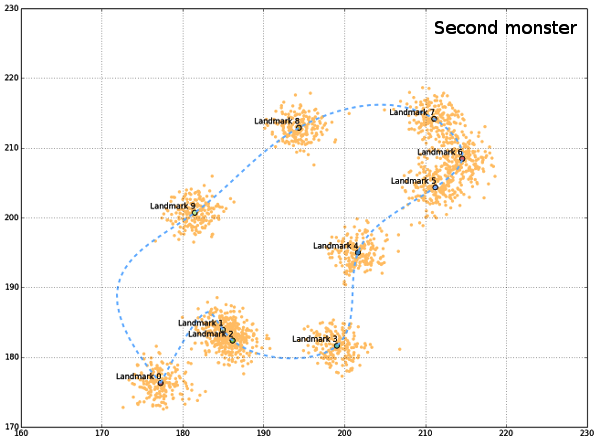 230
Second monster
220
Landmark 8
Landmark 7
210
Landmark 6
Landmark 5
Landmark 9
200
Landmark 4
190
Landmark 1
Landmark 2
Landmark 3
180
Landmark 0
170
160 170 180 190 200 210 220 230